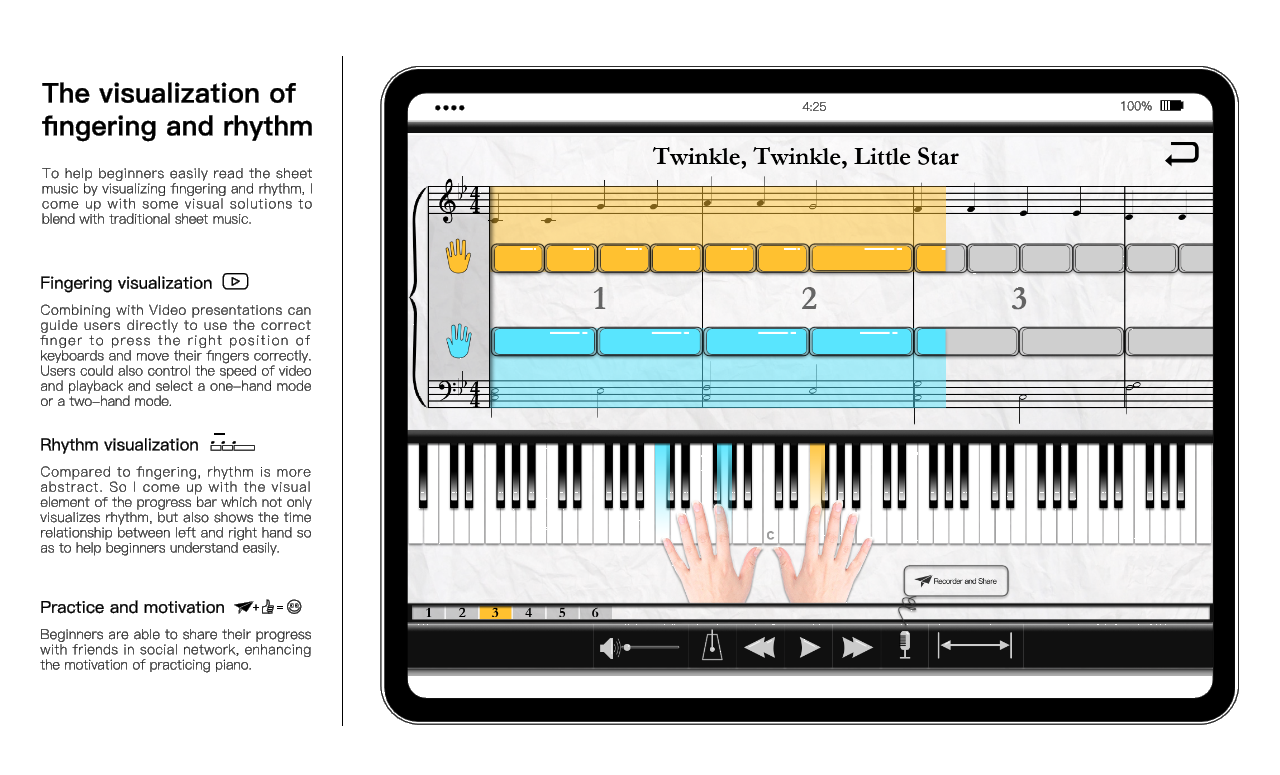 The visualization of
fingering and rhythm
To help beginners easily read the sheet
music by visualizing fingering and rhythm, I
come up with some visual solutions to
blend with traditional sheet music.
Fingering visualization
Combining with Video presentations can
guide users directly to use the correct
finger to press the right position of
keyboards and move their fingers correctly.
Users could also control the speed of video
and playback and select a one-hand mode
or a two-hand mode.
Rhythm visualization
Compared to fingering, rhythm is more
abstract. So I come up with the visual
element of the progress bar which not only
visualizes rhythm, but also shows the time
relationship between left and right hand so
as to help beginners understand easily.
Practice and motivation + =
Beginners are able to share their progress
with friends in social network, enhancing
the motivation of practicing piano.
4:25
100%
Twinkle, Twinkle, Little Star
4
4
1 2 3
4
4
C
Recorder and Share
1 2 3 4 5 6